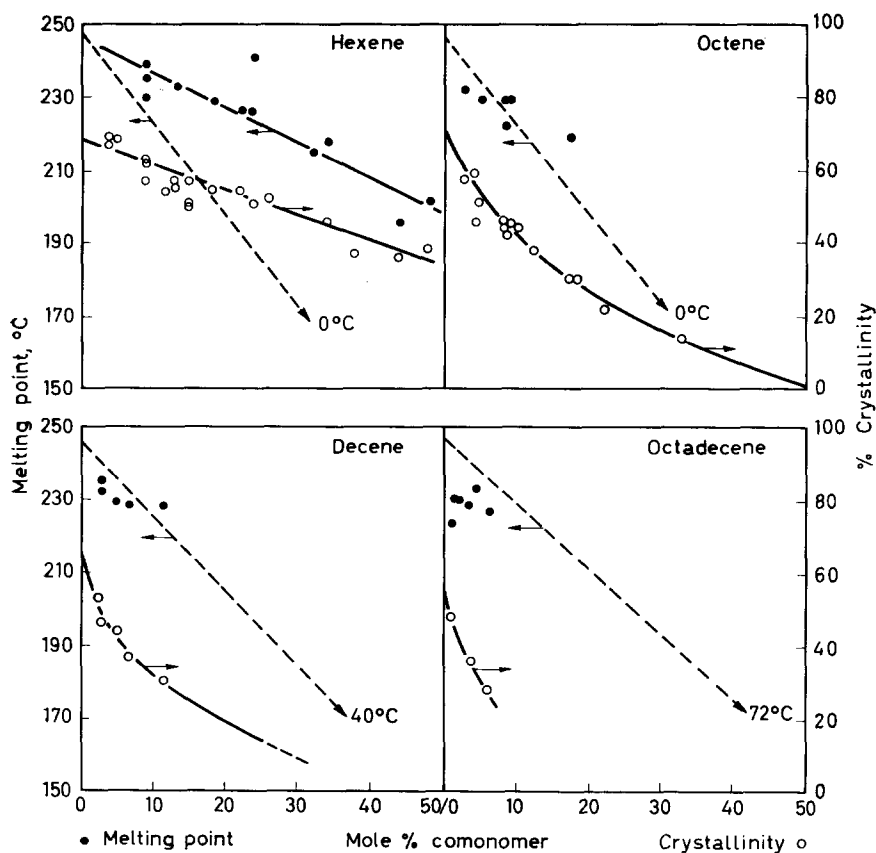 Hexene
Octene
250
230
210
190
170
150
100
80
60
40
20
0
0°C
0°C
Melting point, °C
% Crystallinity
Decene
Octadecene
250
230
210
190
170
150
100
80
60
40
20
0
40°C
72°C
0 10 20 30 40 50/0 10 20 30 40 50
● Melting point Mole % comonomer Crystallinity ○